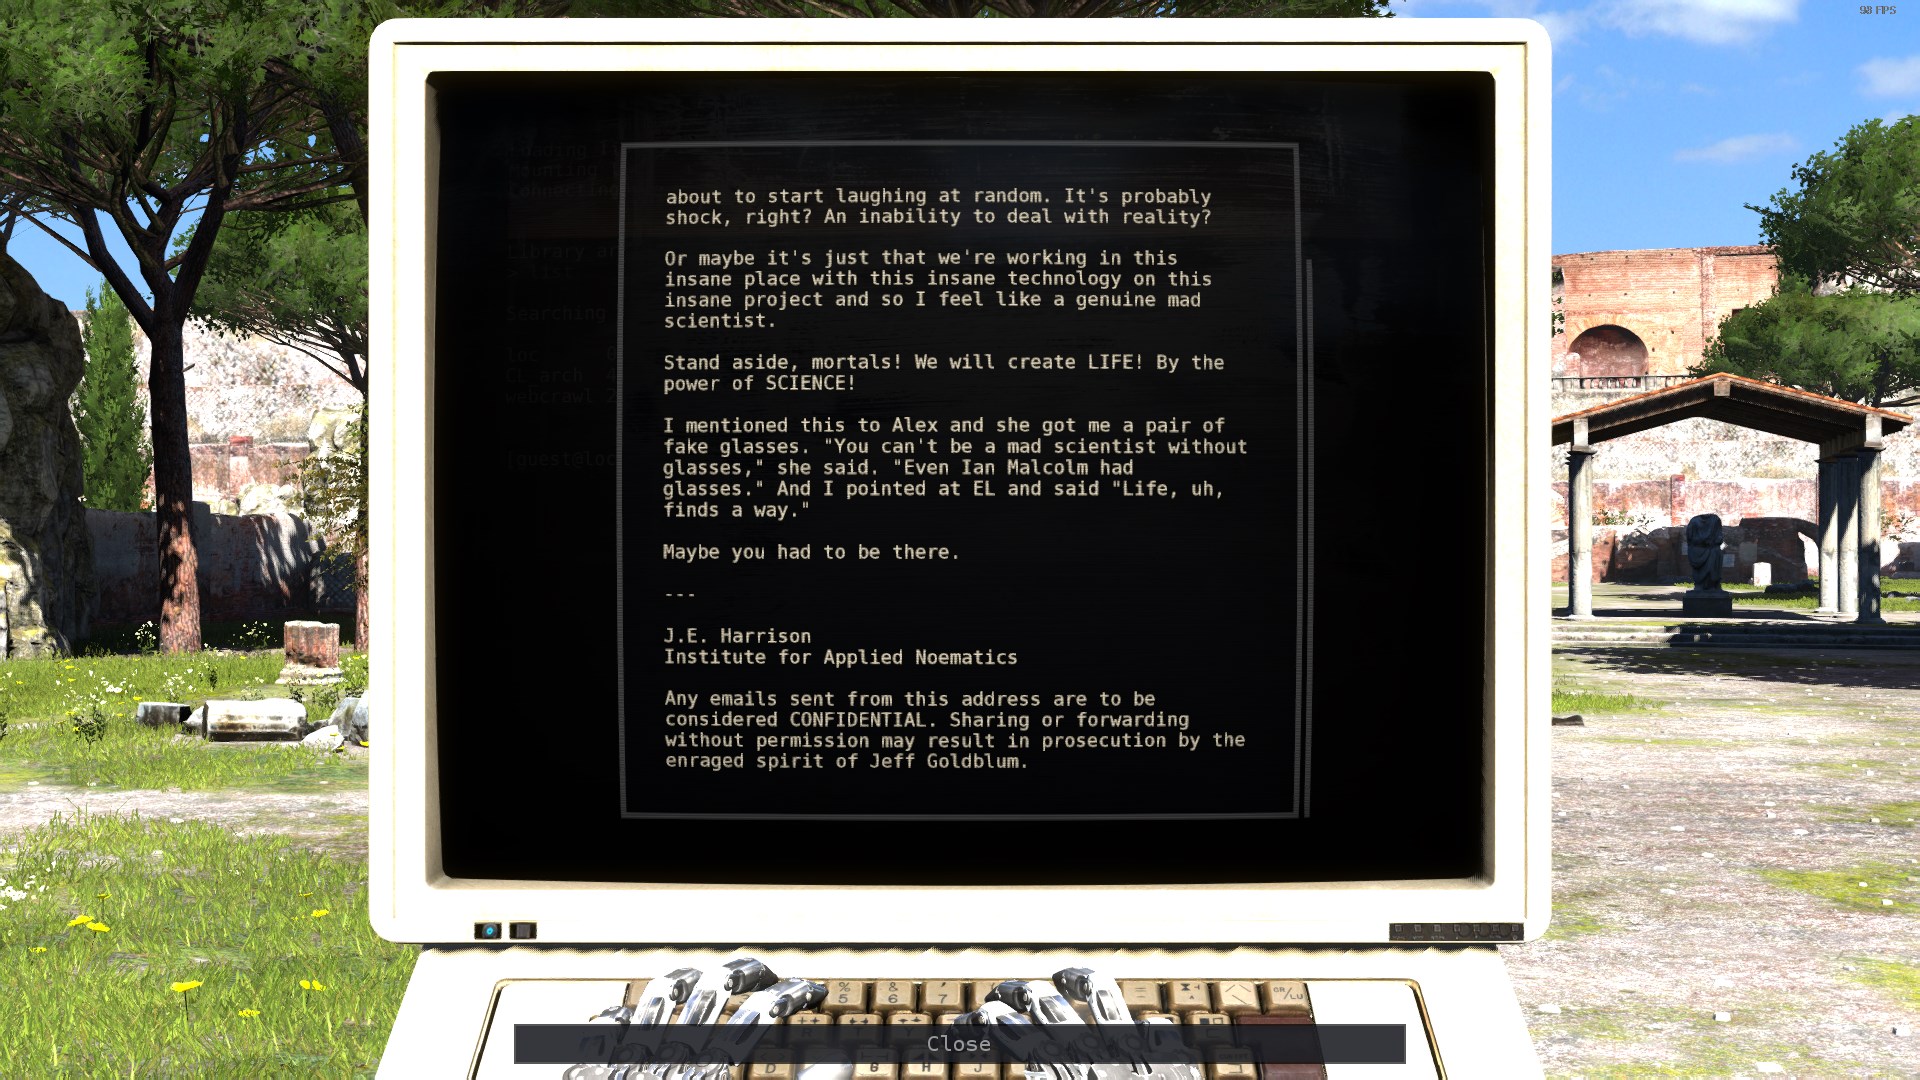 98 FPS
about to start laughing at random. It's probably
shock, right? An inability to deal with reality?
Or maybe it's just that we're working in this
insane place with this insane technology on this
insane project and so I feel like a genuine mad
scientist.
Stand aside, mortals! We will create LIFE! By the
power of SCIENCE!
I mentioned this to Alex and she got me a pair of
fake glasses. "You can't be a mad scientist without
glasses," she said. "Even Ian Malcolm had
glasses." And I pointed at EL and said "Life, uh,
finds a way."
Maybe you had to be there.
---
J.E. Harrison
Institute for Applied Noematics
Any emails sent from this address are to be
considered CONFIDENTIAL. Sharing or forwarding
without permission may result in prosecution by the
enraged spirit of Jeff Goldblum.
% & '
5 6 7
Close
D G H J